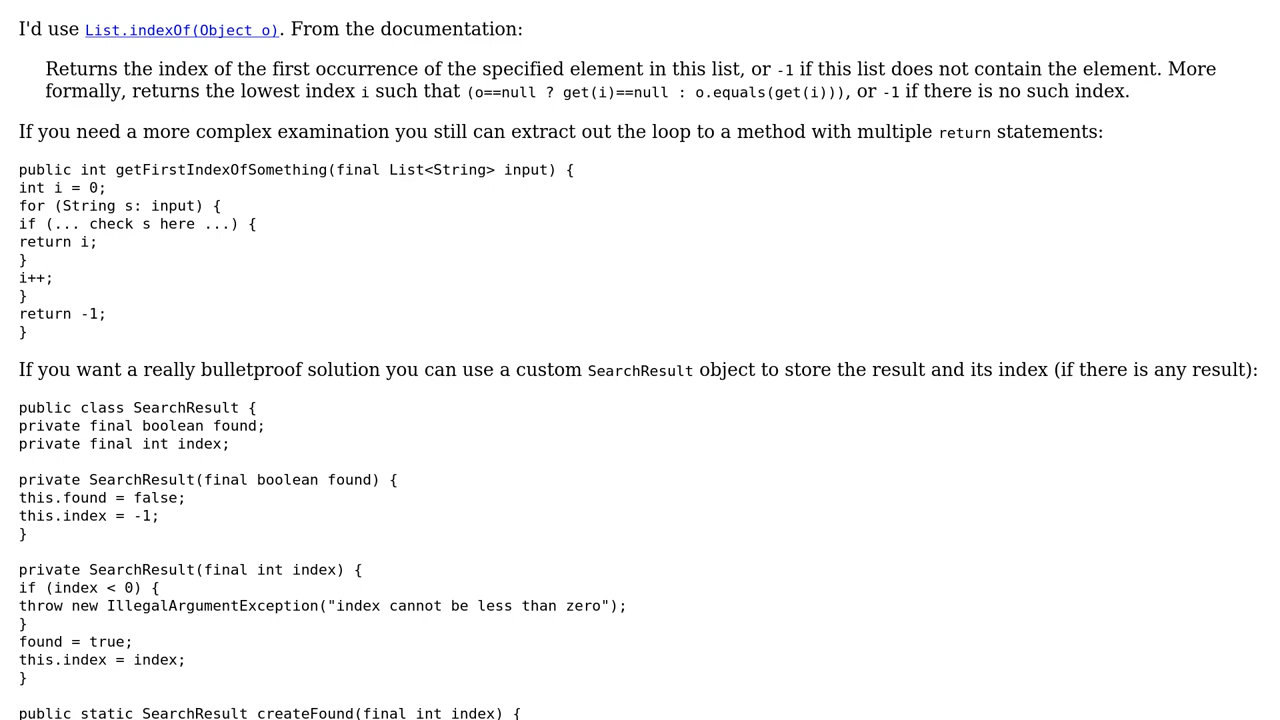 I'd use List.indexOf(Object o). From the documentation:
Returns the index of the first occurrence of the specified element in this list, or -1 if this list does not contain the element. More
formally, returns the lowest index i such that (o==null ? get(i)==null : o.equals(get(i))), or -1 if there is no such index.
If you need a more complex examination you still can extract out the loop to a method with multiple return statements:
public int getFirstIndexOfSomething(final List<String> input) {
int i = 0;
for (String s: input) {
if (... check s here ...) {
return i;
}
i++;
}
return -1;
}
If you want a really bulletproof solution you can use a custom SearchResult object to store the result and its index (if there is any result):
public class SearchResult {
private final boolean found;
private final int index;
private SearchResult(final boolean found) {
this.found = false;
this.index = -1;
}
private SearchResult(final int index) {
if (index < 0) {
throw new IllegalArgumentException("index cannot be less than zero");
}
found = true;
this.index = index;
}
public static SearchResult createFound(final int index) {